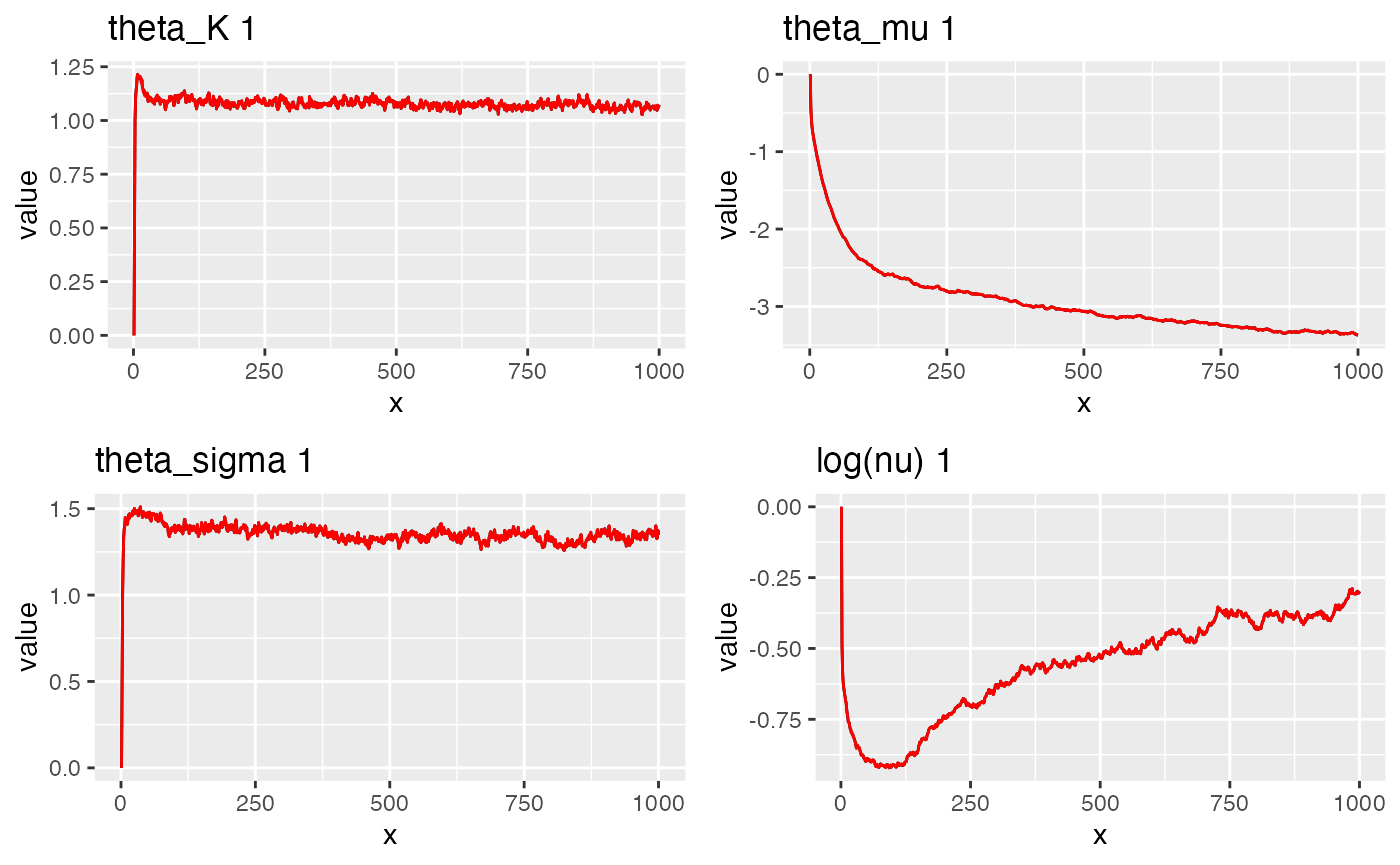 theta_K 1
value
1.25
1.00
0.75
0.50
0.25
0.00
0 250 500 750 1000
x
theta_mu 1
value
0
-1
-2
-3
0 250 500 750 1000
x
theta_sigma 1
value
1.5
1.0
0.5
0.0
0 250 500 750 1000
x
log(nu) 1
value
0.00
-0.25
-0.50
-0.75
0 250 500 750 1000
x